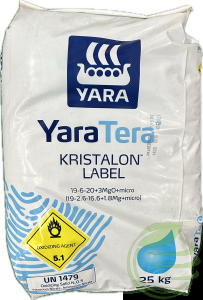 YARA
YaraTera
KRISTALON
LABEL
19-6-20+3MgO+micro
(19-2.6-16.6+1.8Mg+micro)
OXIDIZING AGENT
5.1
UN 1479
25 kg